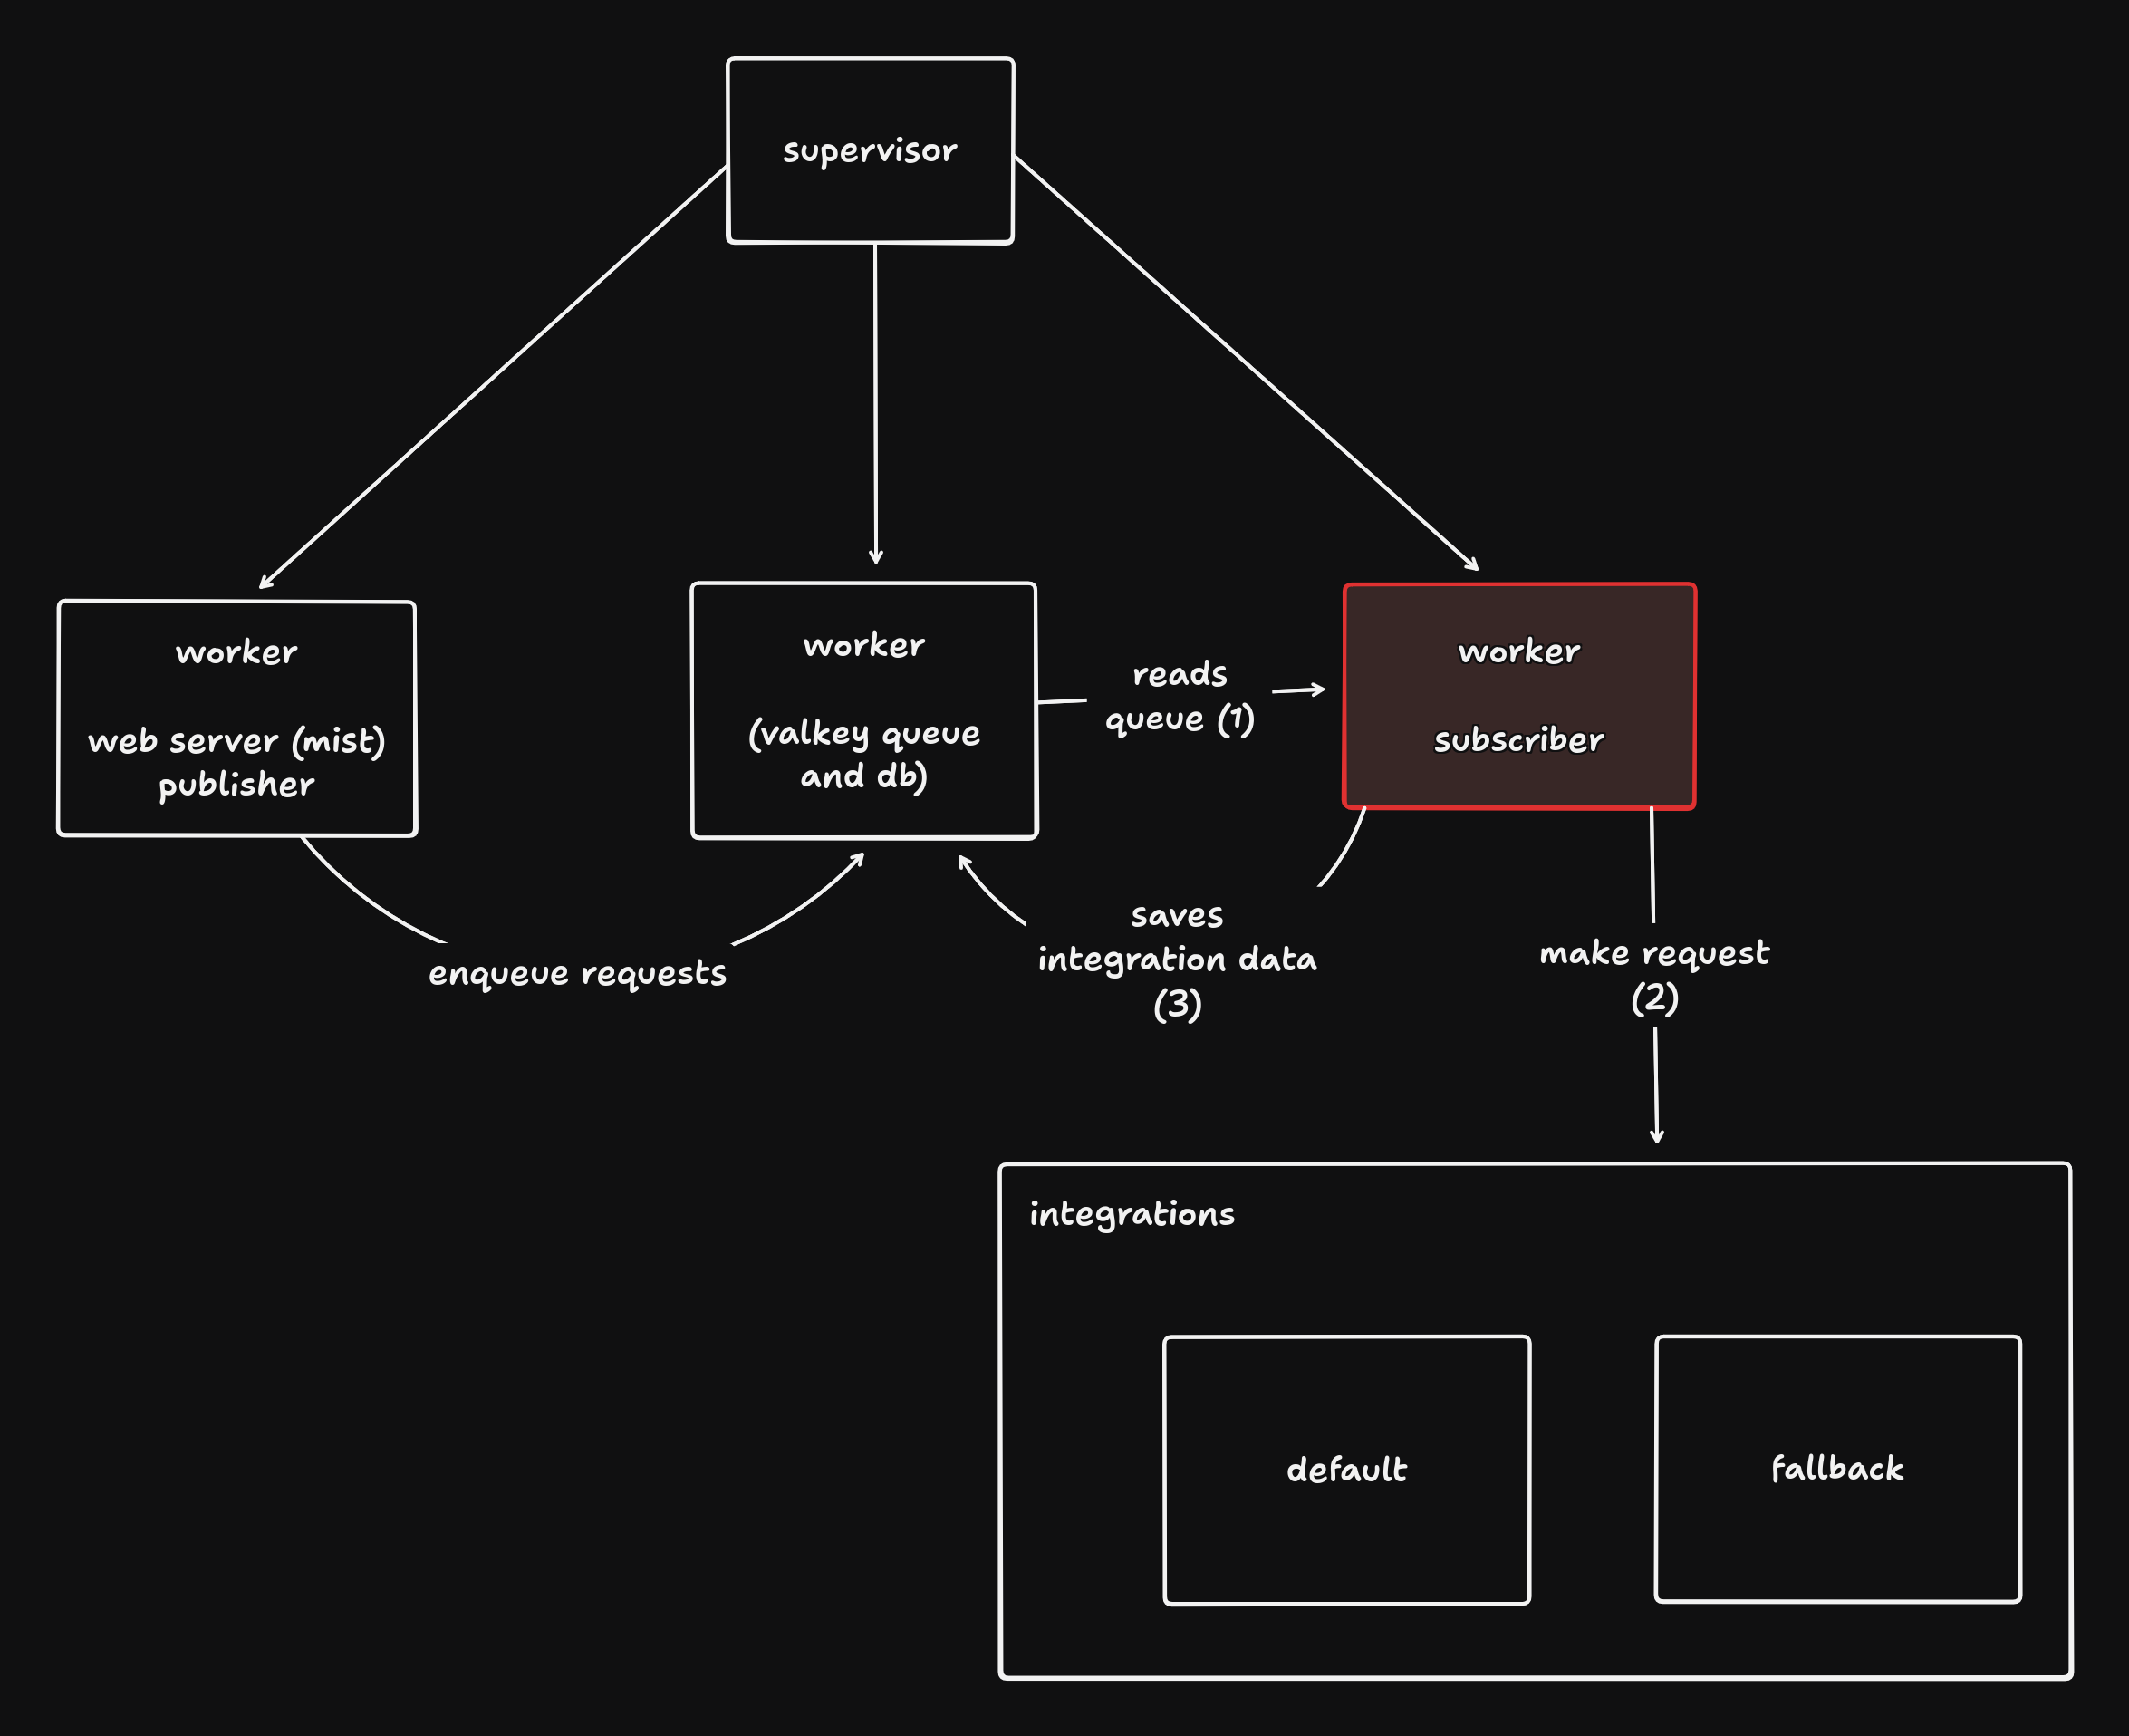 supervisor
worker
web server (mist)
publisher
worker
(valkey queue
and db)
reads
queue (1)
worker
subscriber
enqueue requests
saves
integration data
(3)
make request
(2)
integrations
default
fallback